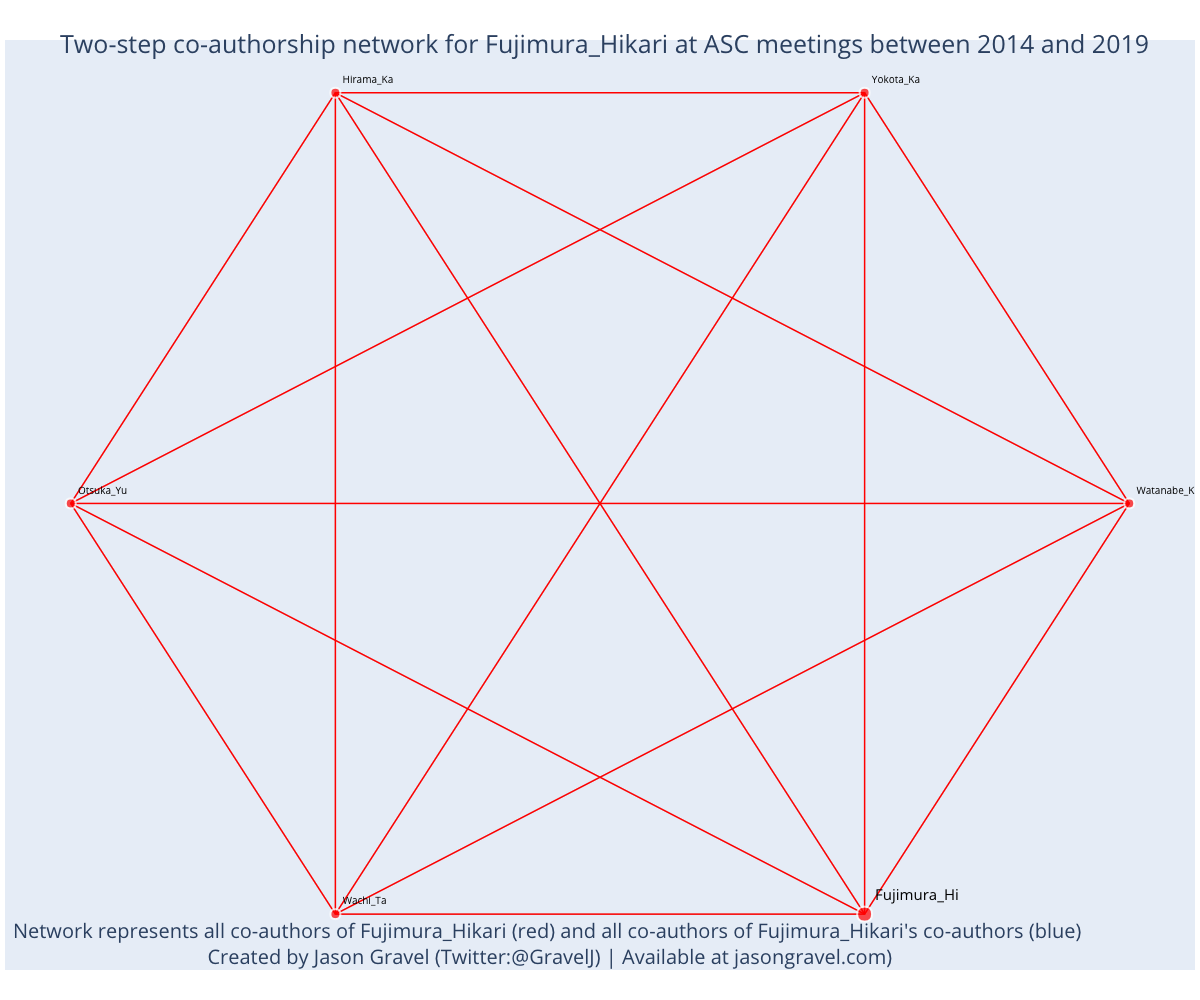 Two-step co-authorship network for Fujimura_Hikari at ASC meetings between 2014 and 2019
Hirama_Ka
Yokota_Ka
Otsuka_Yu
Watanabe_K
Fujimura_Hi
Wachi_Ta
Network represents all co-authors of Fujimura_Hikari (red) and all co-authors of Fujimura_Hikari's co-authors (blue)
Created by Jason Gravel (Twitter:@GravelJ) | Available at jasongravel.com)